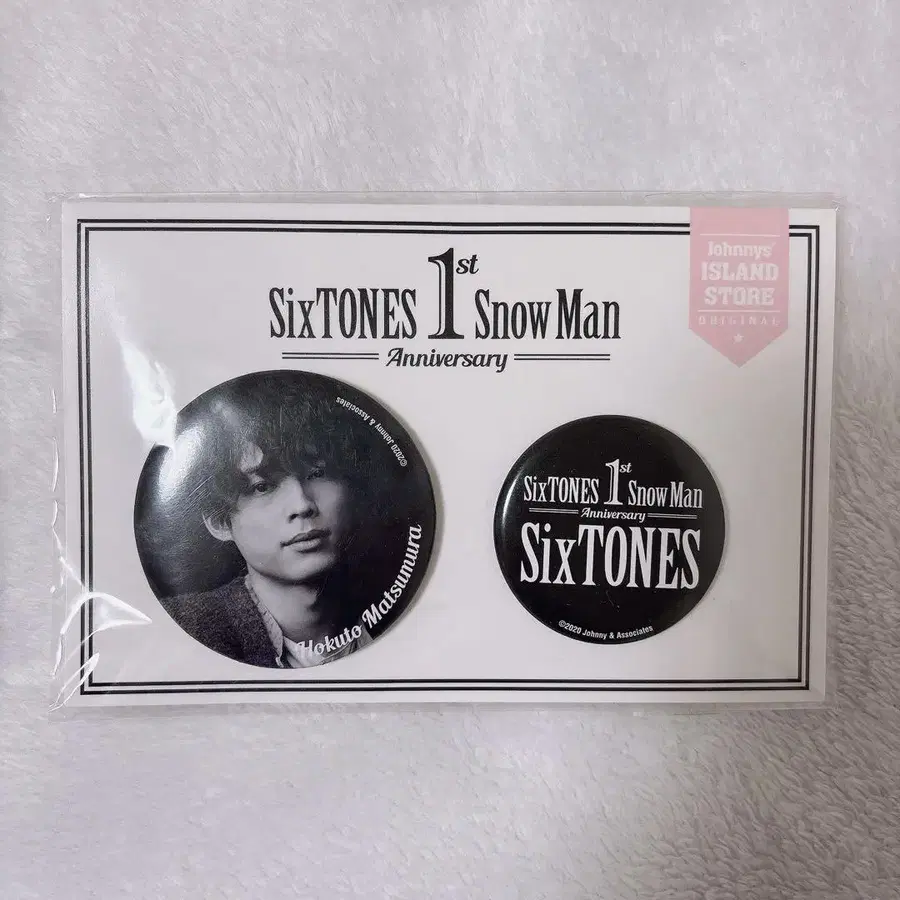 SixTONES 1st Snow Man
Anniversary
Johnnys'
ISLAND
STORE
ORIGINAL
©2020 Johnny & Associates
Hokuto Matsumura
SixTONES 1st Snow Man
Anniversary
SixTONES
©2020 Johnny & Associates